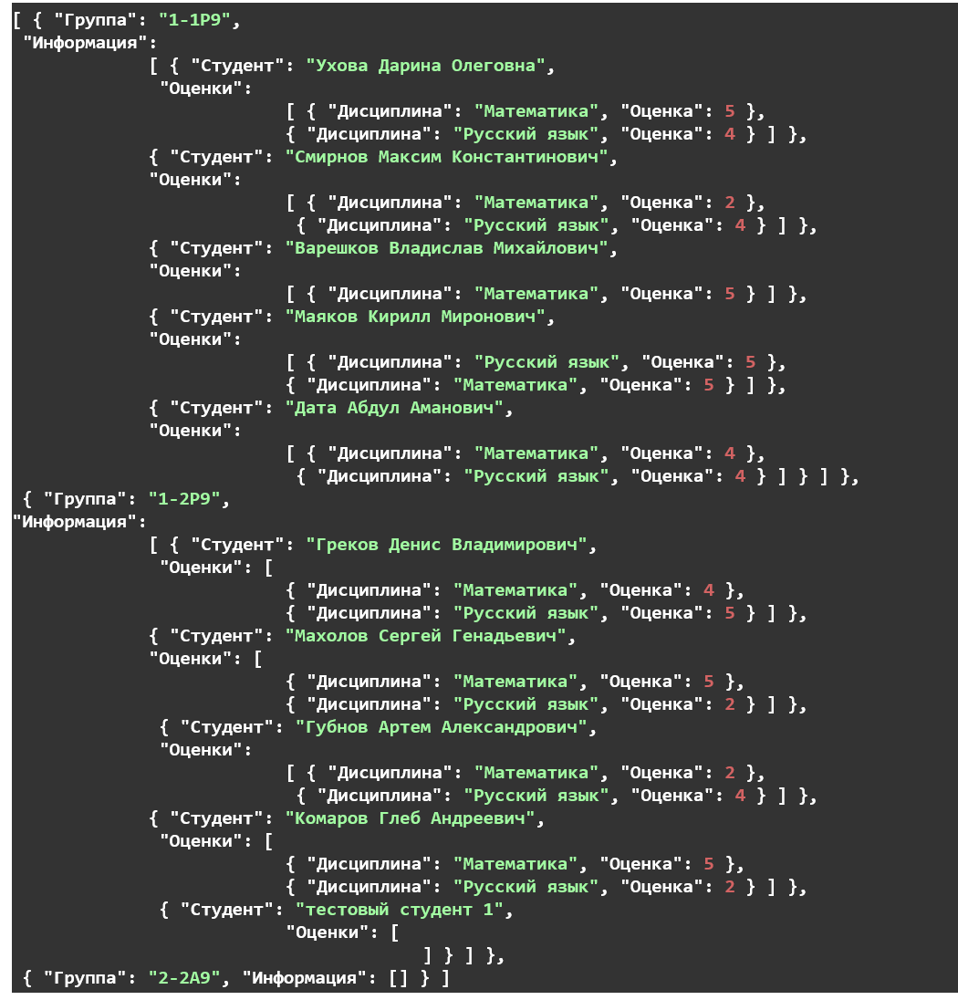 [ { "Группа": "1-1Р9",
"Информация":
[ { "Студент": "Ухова Дарина Олеговна",
"Оценки":
[ { "Дисциплина": "Математика", "Оценка": 5 },
{ "Дисциплина": "Русский язык", "Оценка": 4 } ] },
{ "Студент": "Смирнов Максим Константинович",
"Оценки":
[ { "Дисциплина": "Математика", "Оценка": 2 },
{ "Дисциплина": "Русский язык", "Оценка": 4 } ] },
{ "Студент": "Варешков Владислав Михайлович",
"Оценки":
[ { "Дисциплина": "Математика", "Оценка": 5 } ] },
{ "Студент": "Маяков Кирилл Миронович",
"Оценки":
[ { "Дисциплина": "Русский язык", "Оценка": 5 },
{ "Дисциплина": "Математика", "Оценка": 5 } ] },
{ "Студент": "Дата Абдул Аманович",
"Оценки":
[ { "Дисциплина": "Математика", "Оценка": 4 },
{ "Дисциплина": "Русский язык", "Оценка": 4 } ] } ] },
{ "Группа": "1-2Р9",
"Информация":
[ { "Студент": "Греков Денис Владимирович",
"Оценки": [
{ "Дисциплина": "Математика", "Оценка": 4 },
{ "Дисциплина": "Русский язык", "Оценка": 5 } ] },
{ "Студент": "Махолов Сергей Генадьевич",
"Оценки": [
{ "Дисциплина": "Математика", "Оценка": 5 },
{ "Дисциплина": "Русский язык", "Оценка": 2 } ] },
{ "Студент": "Губнов Артем Александрович",
"Оценки":
[ { "Дисциплина": "Математика", "Оценка": 2 },
{ "Дисциплина": "Русский язык", "Оценка": 4 } ] },
{ "Студент": "Комаров Глеб Андреевич",
"Оценки": [
{ "Дисциплина": "Математика", "Оценка": 5 },
{ "Дисциплина": "Русский язык", "Оценка": 2 } ] },
{ "Студент": "тестовый студент 1",
"Оценки": [
] } ] },
{ "Группа": "2-2А9", "Информация": [] } ]